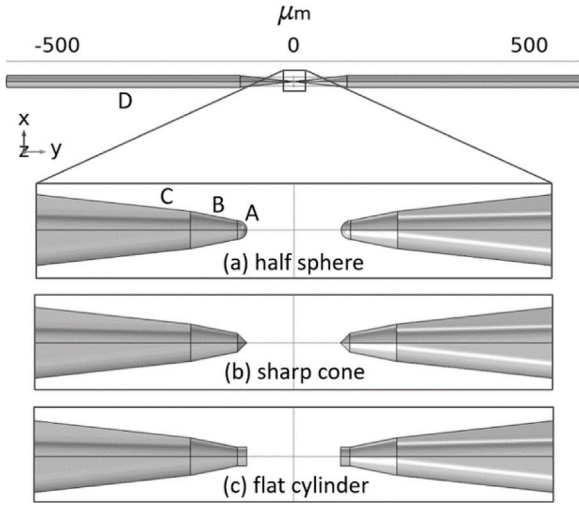 μm
-500 0 500
D
x
z y
C B A
(a) half sphere
(b) sharp cone
(c) flat cylinder